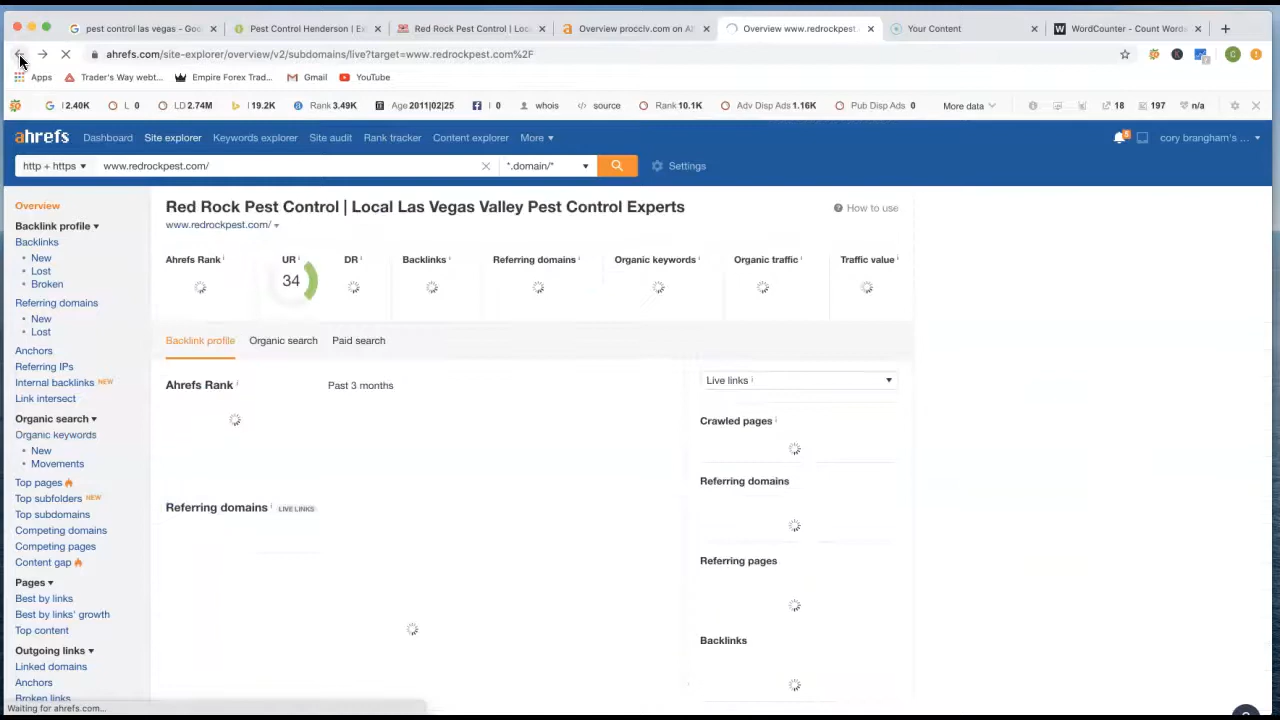 pest control las vegas - Googl
Pest Control Henderson | Ex
Red Rock Pest Control | Loca
Overview procclv.com on Ah
Overview www.redrockpest.c
Your Content
WordCounter - Count Words
ahrefs.com/site-explorer/overview/v2/subdomains/live?target=www.redrockpest.com%2F
Apps Trader's Way webt... Empire Forex Trad... Gmail YouTube
I 2.40K L 0 LD 2.74M I 19.2K Rank 3.49K Age 2011|02|25 I 0 whois source Rank 10.1K Adv Disp Ads 1.16K Pub Disp Ads 0 More data 18 197 n/a
ahrefs Dashboard Site explorer Keywords explorer Site audit Rank tracker Content explorer More cory brangham's ...
http + https www.redrockpest.com/ *.domain/* Settings
Overview
Backlink profile
Backlinks
• New
• Lost
• Broken
Referring domains
• New
• Lost
Anchors
Referring IPs
Internal backlinks NEW
Link intersect
Organic search
Organic keywords
• New
• Movements
Top pages
Top subfolders NEW
Top subdomains
Competing domains
Competing pages
Content gap
Pages
Best by links
Best by links' growth
Top content
Outgoing links
Linked domains
Anchors
Broken links
Red Rock Pest Control | Local Las Vegas Valley Pest Control Experts
How to use
www.redrockpest.com/
Ahrefs Rank i UR i DR i Backlinks i Referring domains i Organic keywords i Organic traffic i Traffic value i
34
Backlink profile Organic search Paid search
Ahrefs Rank i Past 3 months
Live links i
Crawled pages i
Referring domains
Referring domains i LIVE LINKS
Referring pages
Backlinks
Waiting for ahrefs.com...